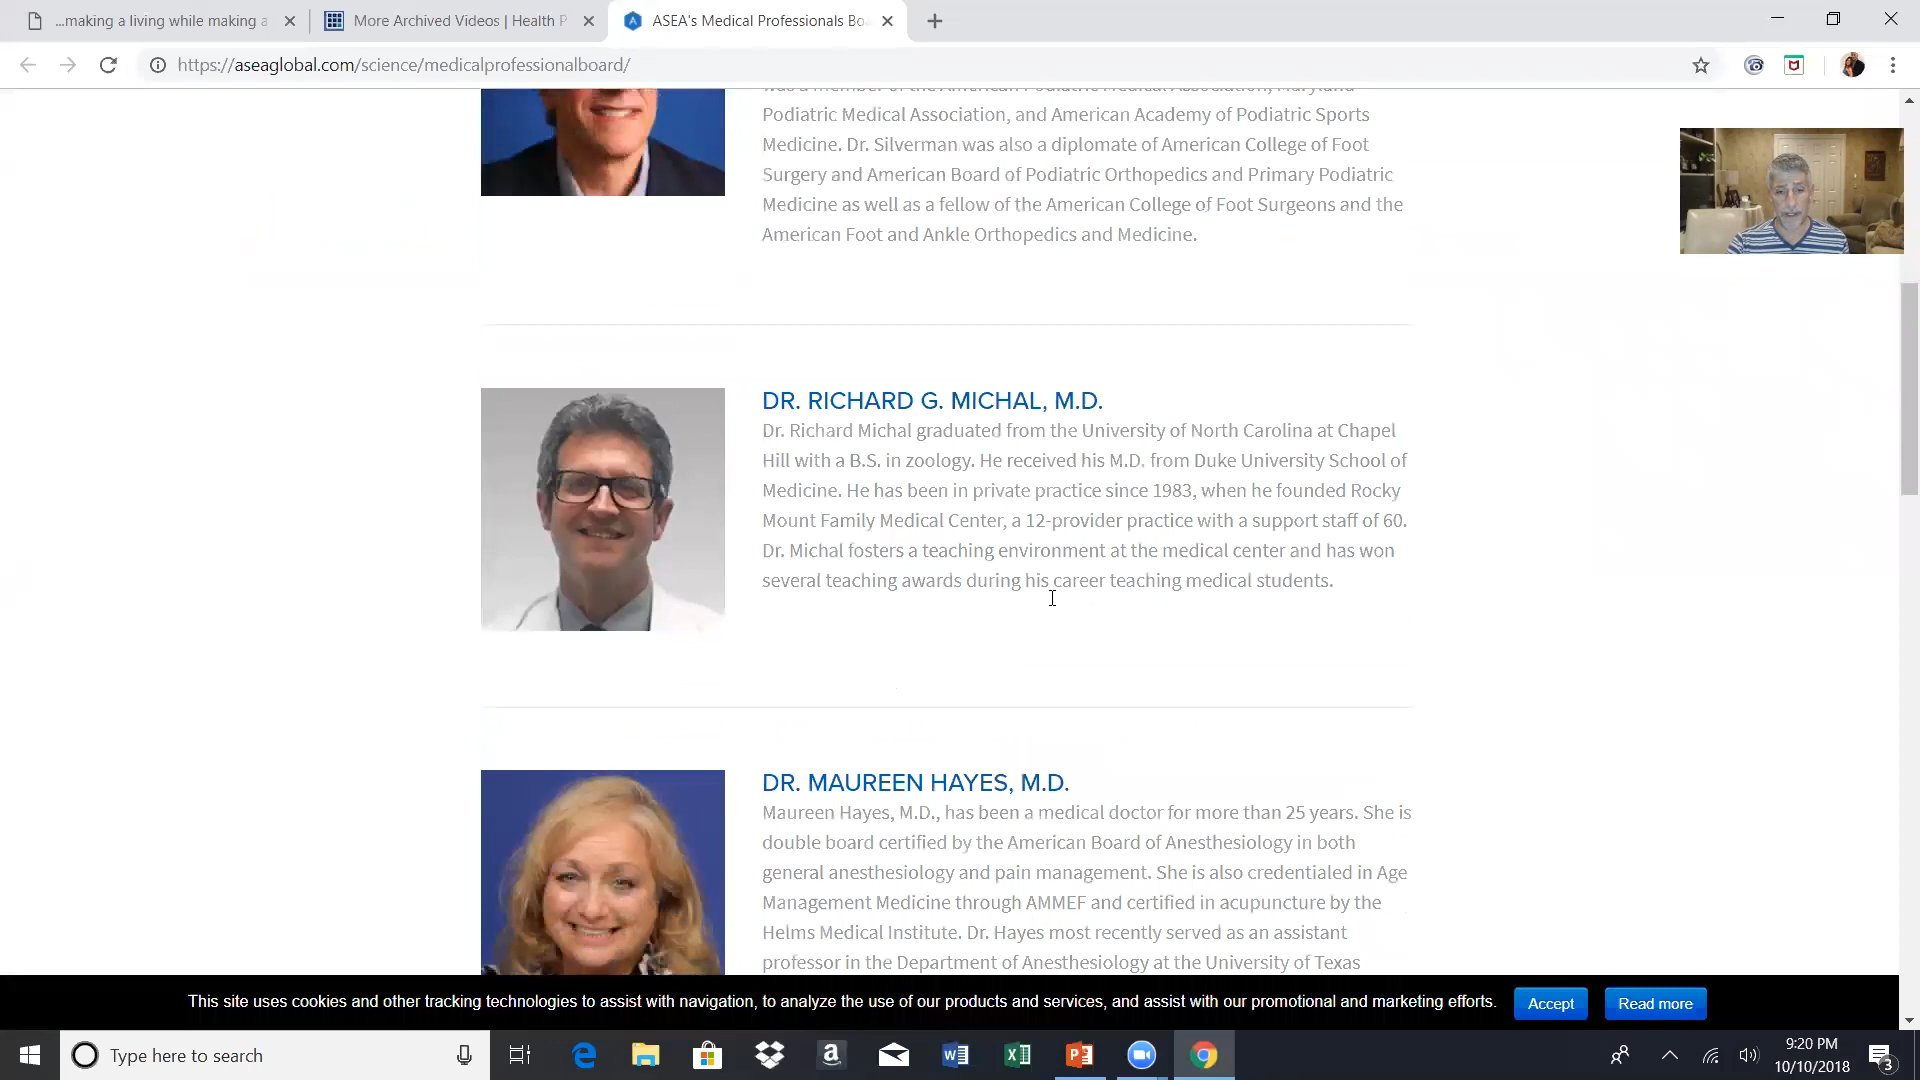 ...making a living while making a
More Archived Videos | Health P
ASEA's Medical Professionals Boa
https://aseaglobal.com/science/medicalprofessionalboard/
was a member of the American Podiatric Medical Association, Maryland
Podiatric Medical Association, and American Academy of Podiatric Sports
Medicine. Dr. Silverman was also a diplomate of American College of Foot
Surgery and American Board of Podiatric Orthopedics and Primary Podiatric
Medicine as well as a fellow of the American College of Foot Surgeons and the
American Foot and Ankle Orthopedics and Medicine.
DR. RICHARD G. MICHAL, M.D.
Dr. Richard Michal graduated from the University of North Carolina at Chapel
Hill with a B.S. in zoology. He received his M.D. from Duke University School of
Medicine. He has been in private practice since 1983, when he founded Rocky
Mount Family Medical Center, a 12-provider practice with a support staff of 60.
Dr. Michal fosters a teaching environment at the medical center and has won
several teaching awards during his career teaching medical students.
DR. MAUREEN HAYES, M.D.
Maureen Hayes, M.D., has been a medical doctor for more than 25 years. She is
double board certified by the American Board of Anesthesiology in both
general anesthesiology and pain management. She is also credentialed in Age
Management Medicine through AMMEF and certified in acupuncture by the
Helms Medical Institute. Dr. Hayes most recently served as an assistant
professor in the Department of Anesthesiology at the University of Texas
This site uses cookies and other tracking technologies to assist with navigation, to analyze the use of our products and services, and assist with our promotional and marketing efforts.
Accept
Read more
Type here to search
9:20 PM
10/10/2018
3